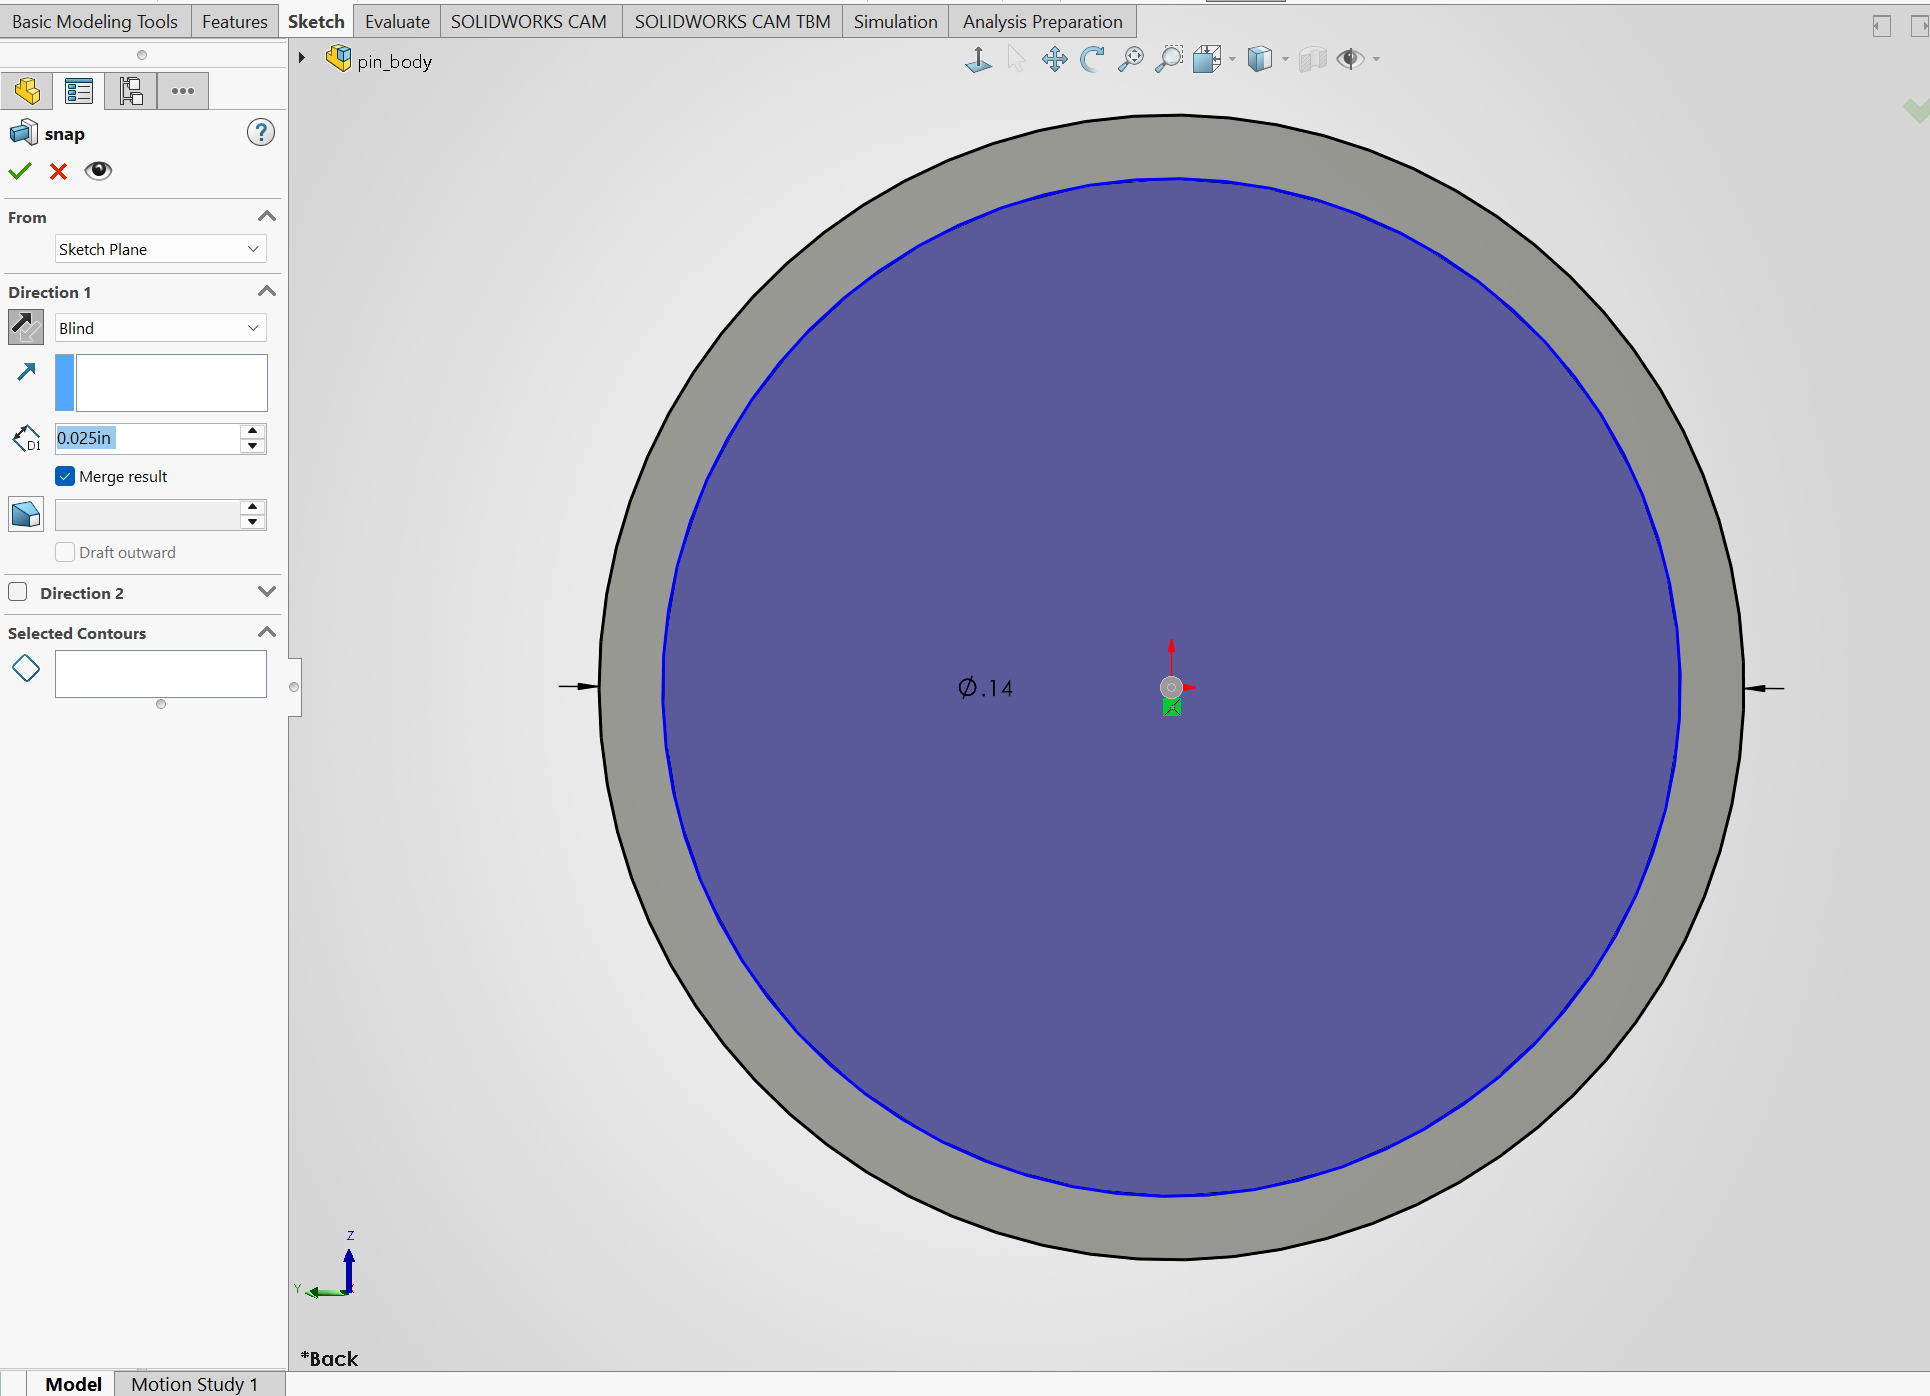 Basic Modeling Tools Features Sketch Evaluate SOLIDWORKS CAM SOLIDWORKS CAM TBM Simulation Analysis Preparation
pin_body
snap ?
From
Sketch Plane
Direction 1
Blind
D1 0.025in
Merge result
Draft outward
Direction 2
Selected Contours
Ø.14
Z
Y
*Back
Model Motion Study 1